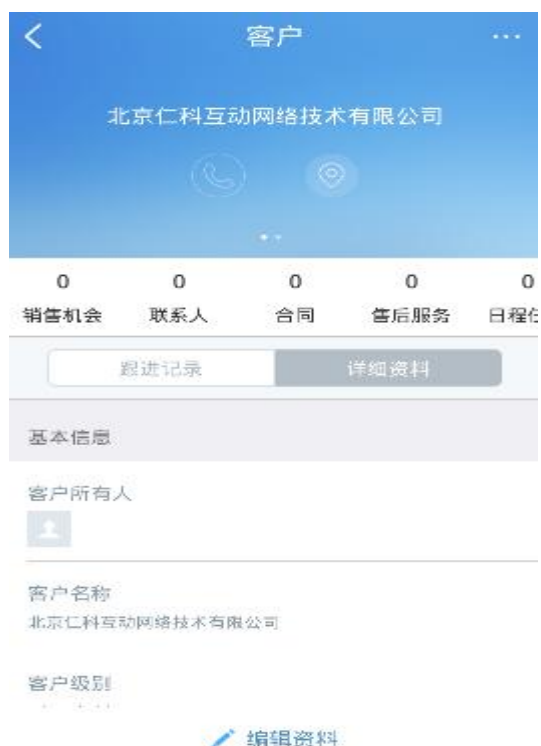 客户
北京仁科互动网络技术有限公司
0 0 0 0 0
销售机会 联系人 合同 售后服务 日程
跟进记录 详细资料
基本信息
客户所有人
客户名称
北京仁科互动网络技术有限公司
客户级别
编辑资料